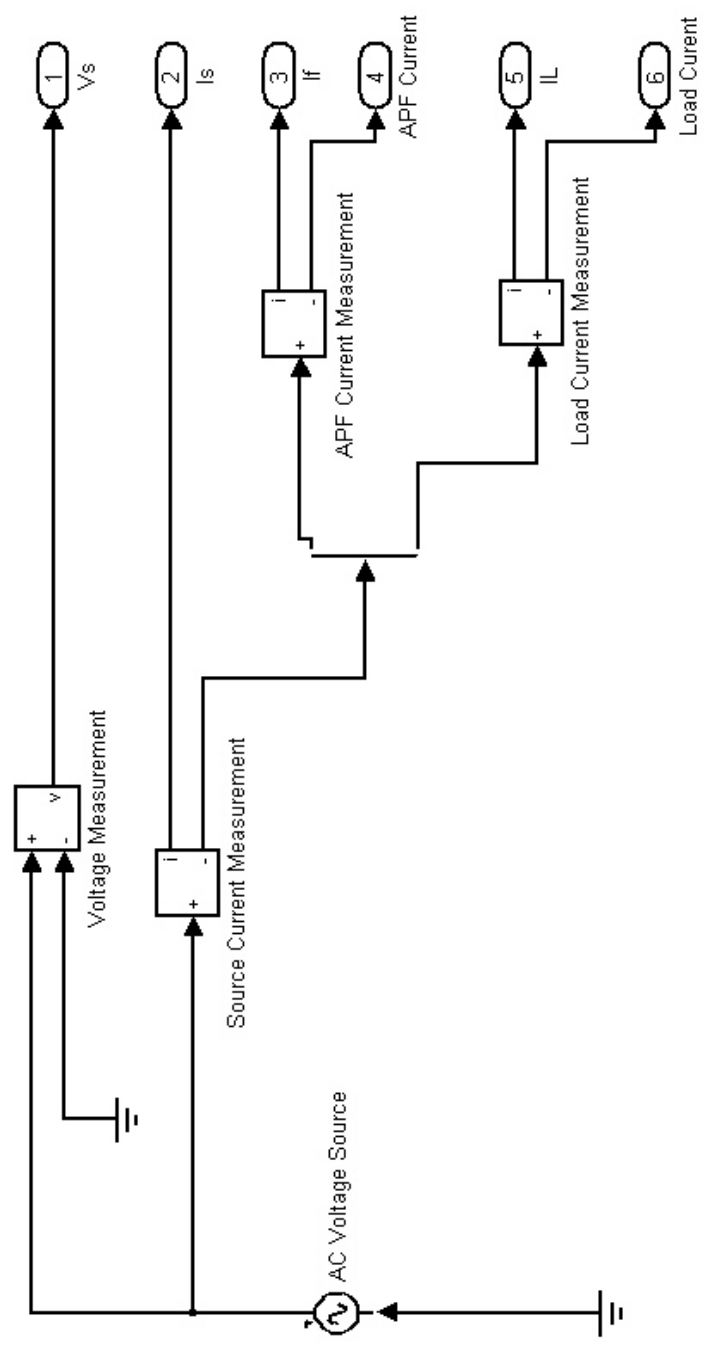 1
Vs
2
Is
3
If
4
APF Current
5
IL
6
Load Curent
+
-
v
Voltage Measurement
+
i
-
Source Current Measurement
+
i
-
APF Current Measurement
+
i
-
Load Current Measurement
AC Voltage Source